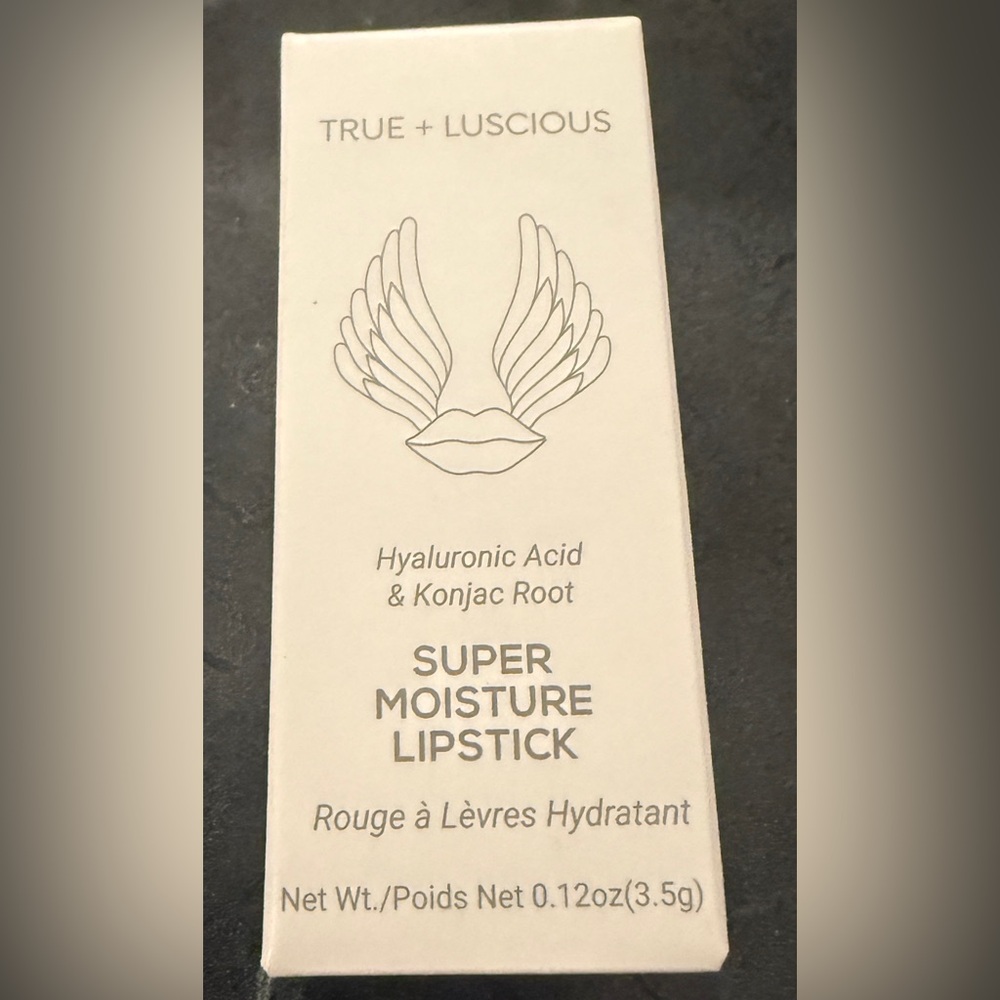 TRUE + LUSCIOUS
Hyaluronic Acid
& Konjac Root
SUPER
MOISTURE
LIPSTICK
Rouge à Lèvres Hydratant
Net Wt./Poids Net 0.12oz(3.5g)